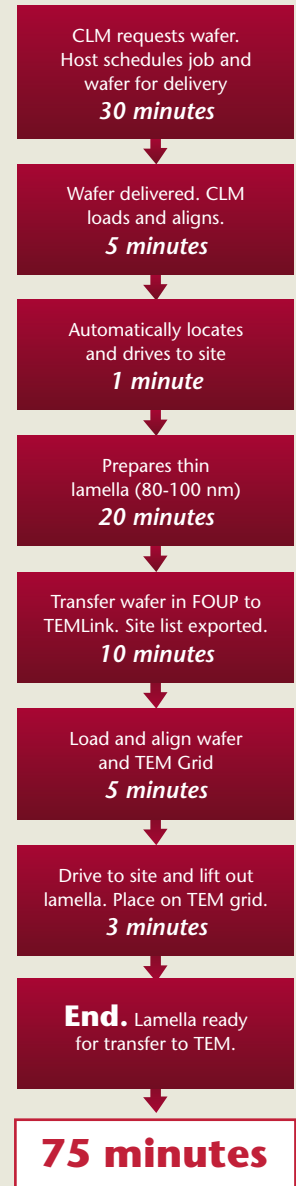 CLM requests wafer.
Host schedules job and
wafer for delivery
30 minutes
Wafer delivered. CLM
loads and aligns.
5 minutes
Automatically locates
and drives to site
1 minute
Prepares thin
lamella (80-100 nm)
20 minutes
Transfer wafer in FOUP to
TEMLink. Site list exported.
10 minutes
Load and align wafer
and TEM Grid
5 minutes
Drive to site and lift out
lamella. Place on TEM grid.
3 minutes
End. Lamella ready
for transfer to TEM.
75 minutes